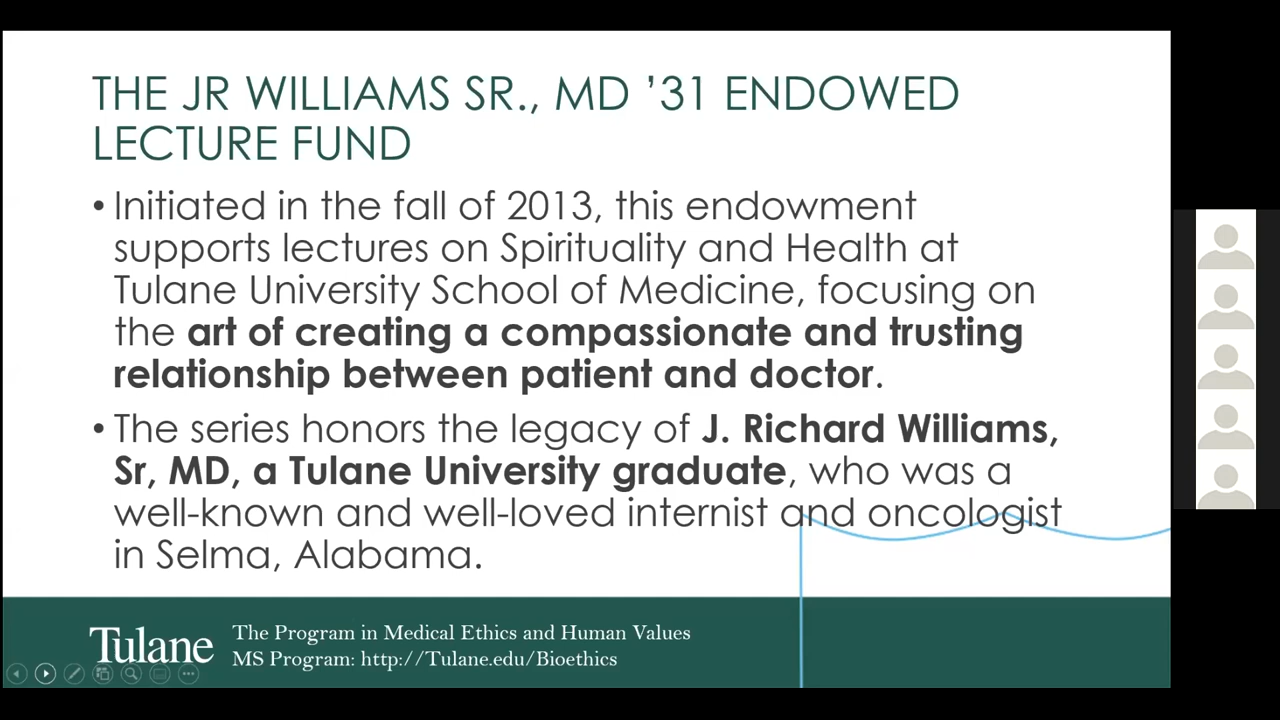 THE JR WILLIAMS SR., MD ’31 ENDOWED
LECTURE FUND
• Initiated in the fall of 2013, this endowment
supports lectures on Spirituality and Health at
Tulane University School of Medicine, focusing on
the art of creating a compassionate and trusting
relationship between patient and doctor.
• The series honors the legacy of J. Richard Williams,
Sr, MD, a Tulane University graduate, who was a
well-known and well-loved internist and oncologist
in Selma, Alabama.
Tulane
The Program in Medical Ethics and Human Values
MS Program: http://Tulane.edu/Bioethics